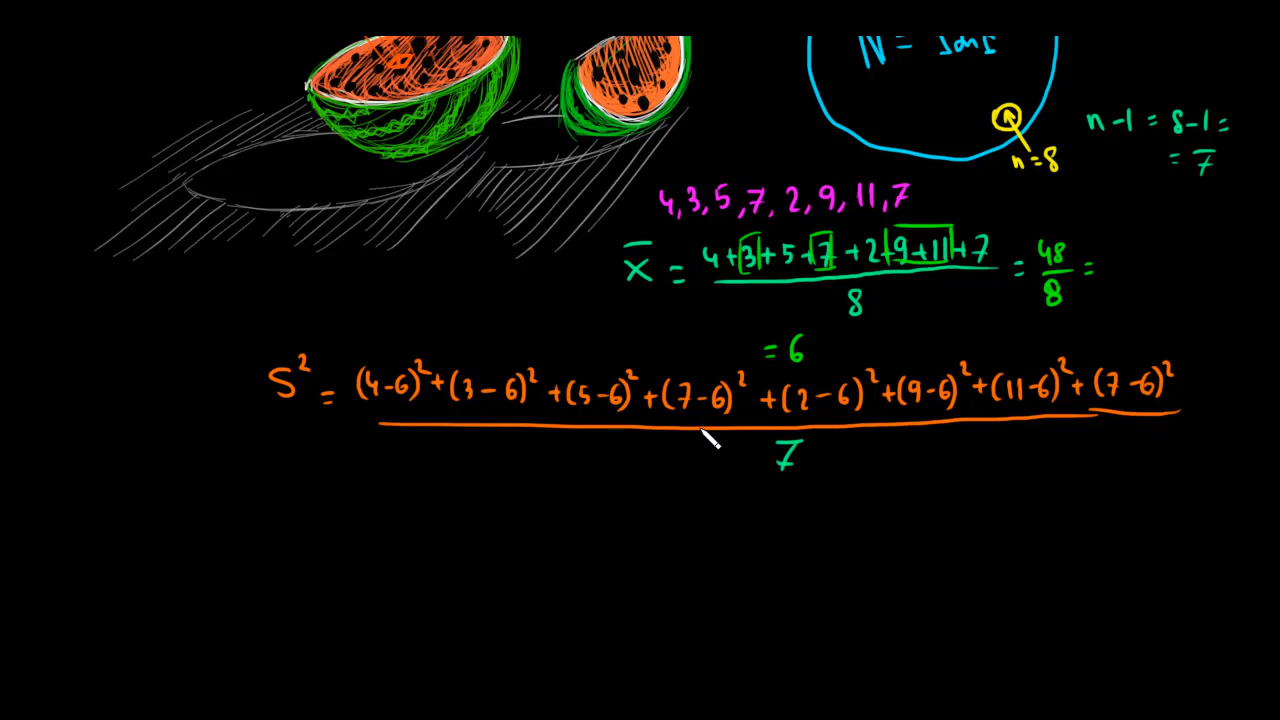 n-1 = 8-1 =
= 7
n=8
4,3,5,7,2,9,11,7
x̄ = (4+3+5+7+2+9+11+7)/8 = 48/8 =
= 6
S² = ((4-6)²+(3-6)²+(5-6)²+(7-6)²+(2-6)²+(9-6)²+(11-6)²+(7-6)²)/7